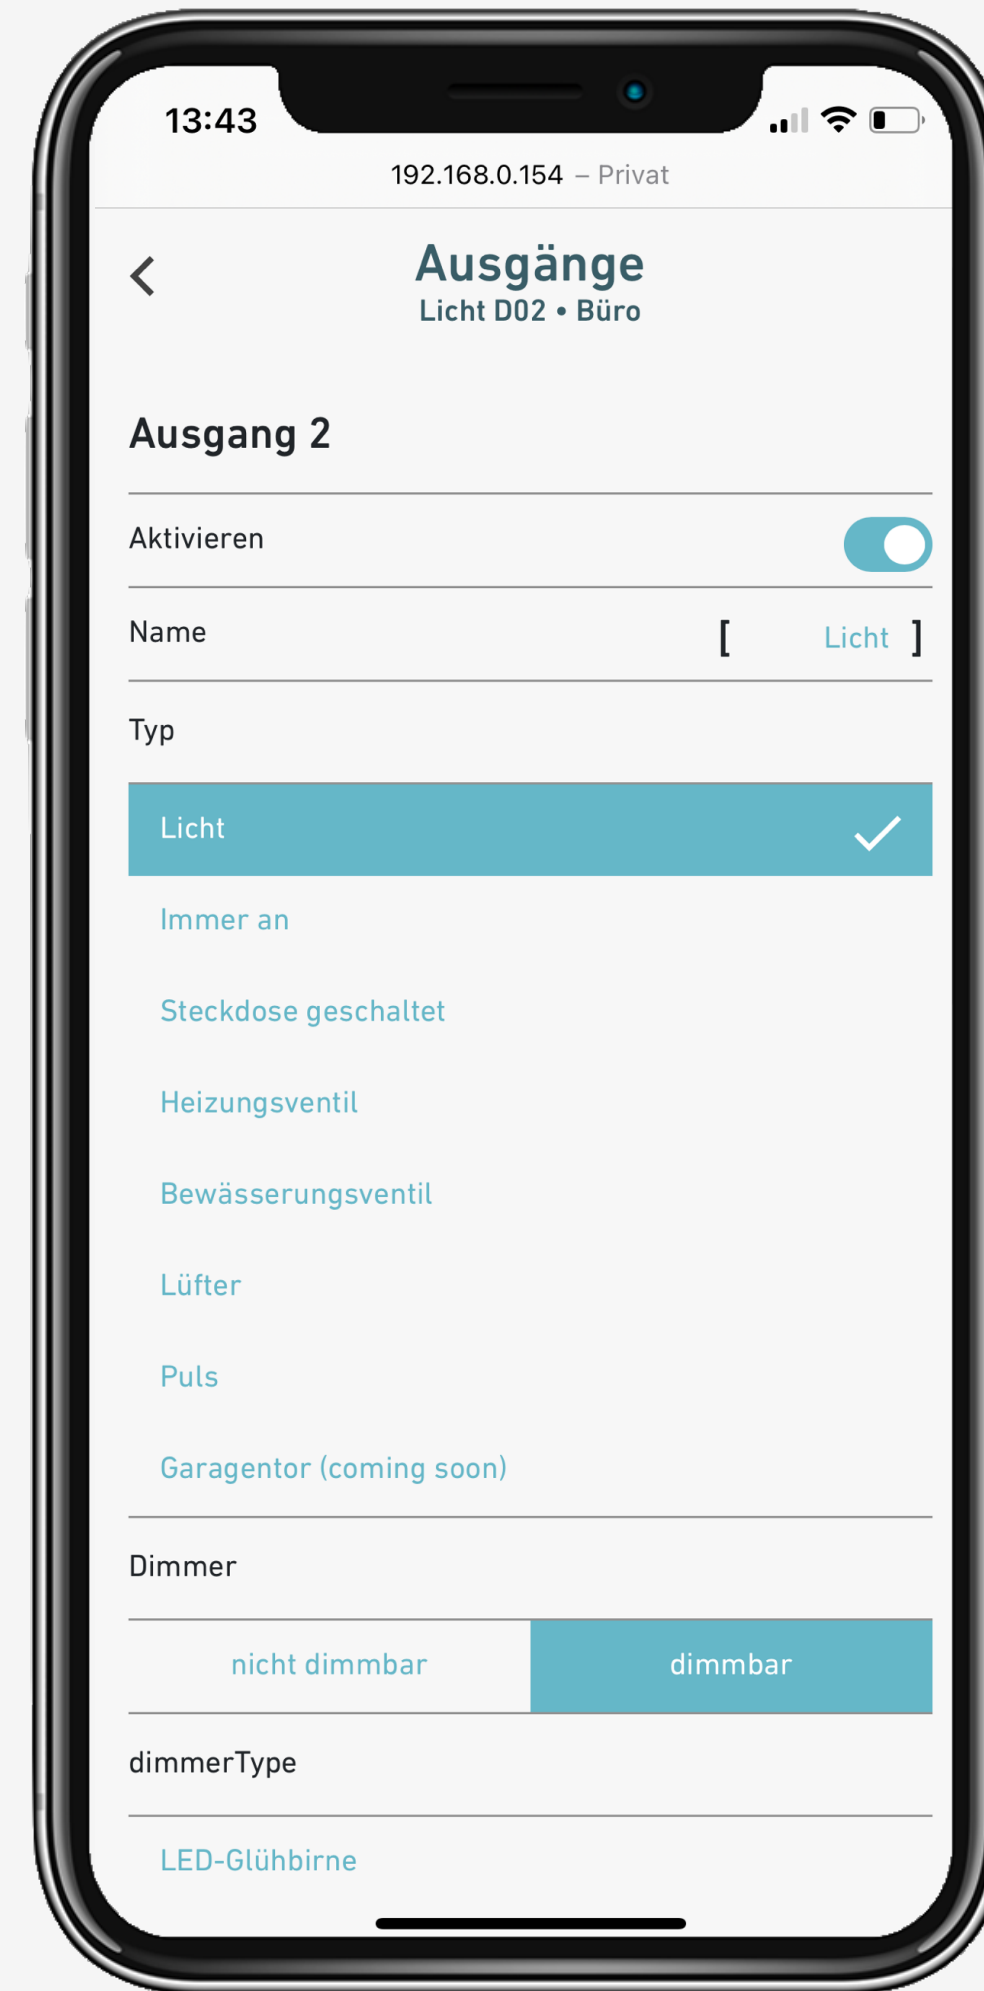 13:43
192.168.0.154 – Privat
Ausgänge
Licht D02 • Büro
Ausgang 2
Aktivieren
Name [ Licht ]
Typ
Licht
Immer an
Steckdose geschaltet
Heizungsventil
Bewässerungsventil
Lüfter
Puls
Garagentor (coming soon)
Dimmer
nicht dimmbar dimmbar
dimmerType
LED-Glühbirne